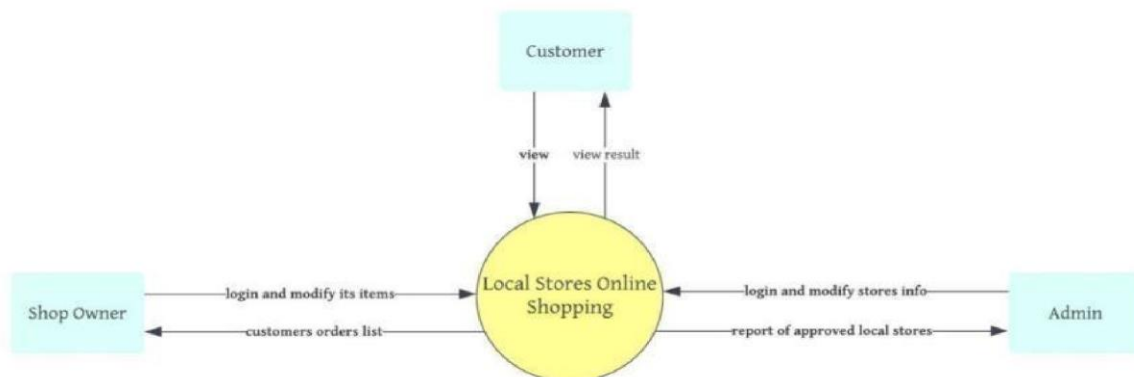 Customer
view
view result
Local Stores Online
Shopping
Shop Owner
login and modify its items
customers orders list
login and modify stores info
report of approved local stores
Admin